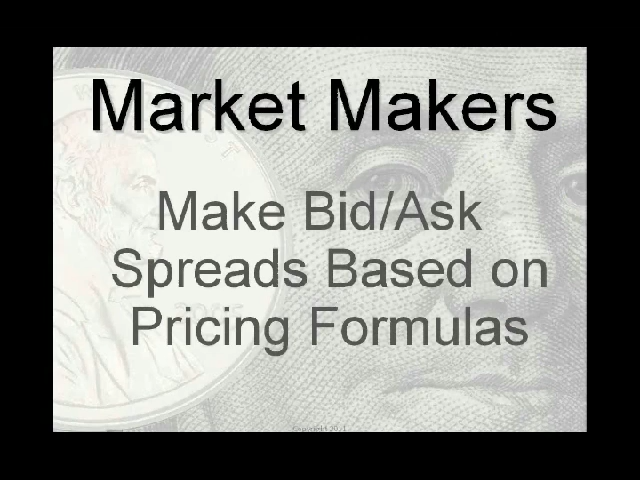 Market Makers
Make Bid/Ask
Spreads Based on
Pricing Formulas